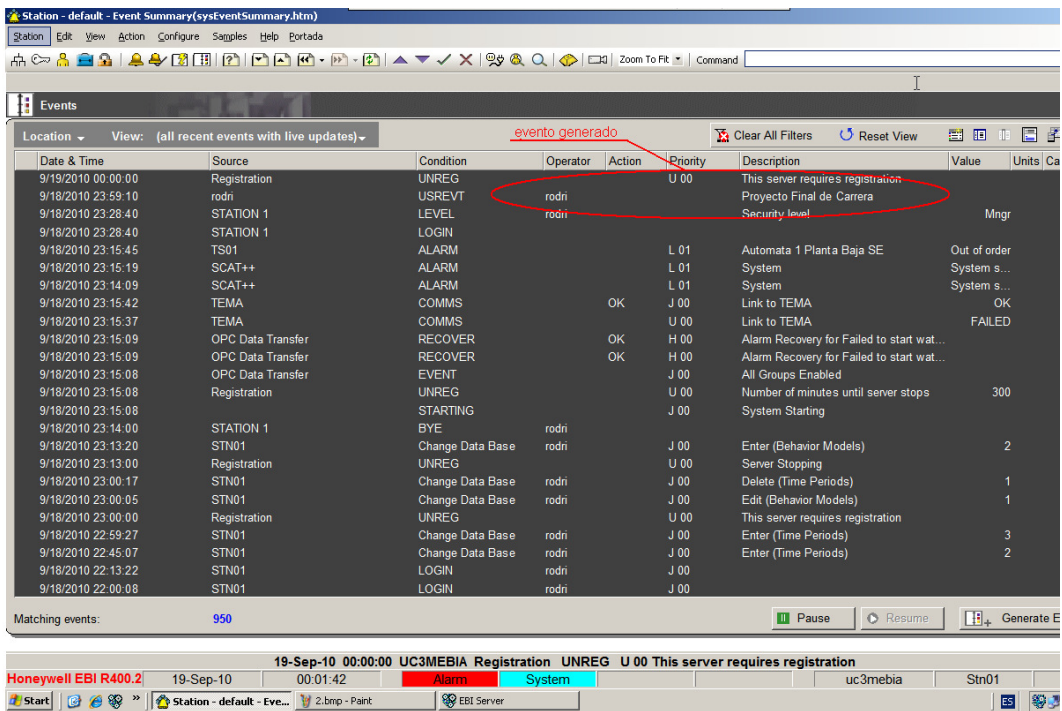 Station - default - Event Summary(sysEventSummary.htm)
Station Edit View Action Configure Samples Help Portada
Zoom To Fit Command
Events
Location View: (all recent events with live updates) evento generado Clear All Filters Reset View
Date & Time Source Condition Operator Action Priority Description Value Units Ca
9/19/2010 00:00:00 Registration UNREG U 00 This server requires registration
9/18/2010 23:59:10 rodri USREVT rodri Proyecto Final de Carrera
9/18/2010 23:28:40 STATION 1 LEVEL rodri Security level Mngr
9/18/2010 23:28:40 STATION 1 LOGIN
9/18/2010 23:15:45 TS01 ALARM L 01 Automata 1 Planta Baja SE Out of order
9/18/2010 23:15:19 SCAT++ ALARM L 01 System System s...
9/18/2010 23:14:09 SCAT++ ALARM L 01 System System s...
9/18/2010 23:15:42 TEMA COMMS OK J 00 Link to TEMA OK
9/18/2010 23:15:37 TEMA COMMS U 00 Link to TEMA FAILED
9/18/2010 23:15:09 OPC Data Transfer RECOVER OK H 00 Alarm Recovery for Failed to start wat...
9/18/2010 23:15:09 OPC Data Transfer RECOVER OK H 00 Alarm Recovery for Failed to start wat...
9/18/2010 23:15:08 OPC Data Transfer EVENT J 00 All Groups Enabled
9/18/2010 23:15:08 Registration UNREG U 00 Number of minutes until server stops 300
9/18/2010 23:15:08 STARTING J 00 System Starting
9/18/2010 23:14:00 STATION 1 BYE rodri
9/18/2010 23:13:20 STN01 Change Data Base rodri J 00 Enter (Behavior Models) 2
9/18/2010 23:13:00 Registration UNREG U 00 Server Stopping
9/18/2010 23:00:17 STN01 Change Data Base rodri J 00 Delete (Time Periods) 1
9/18/2010 23:00:05 STN01 Change Data Base rodri J 00 Edit (Behavior Models) 1
9/18/2010 23:00:00 Registration UNREG U 00 This server requires registration
9/18/2010 22:59:27 STN01 Change Data Base rodri J 00 Enter (Time Periods) 3
9/18/2010 22:45:07 STN01 Change Data Base rodri J 00 Enter (Time Periods) 2
9/18/2010 22:13:22 STN01 LOGIN rodri J 00
9/18/2010 22:00:08 STN01 LOGIN rodri J 00
Matching events: 950 Pause Resume Generate E
19-Sep-10 00:00:00 UC3MEBIA Registration UNREG U 00 This server requires registration
Honeywell EBI R400.2 19-Sep-10 00:01:42 Alarm System uc3mebia Stn01
Start » Station - default - Eve... 2.bmp - Paint EBI Server ES